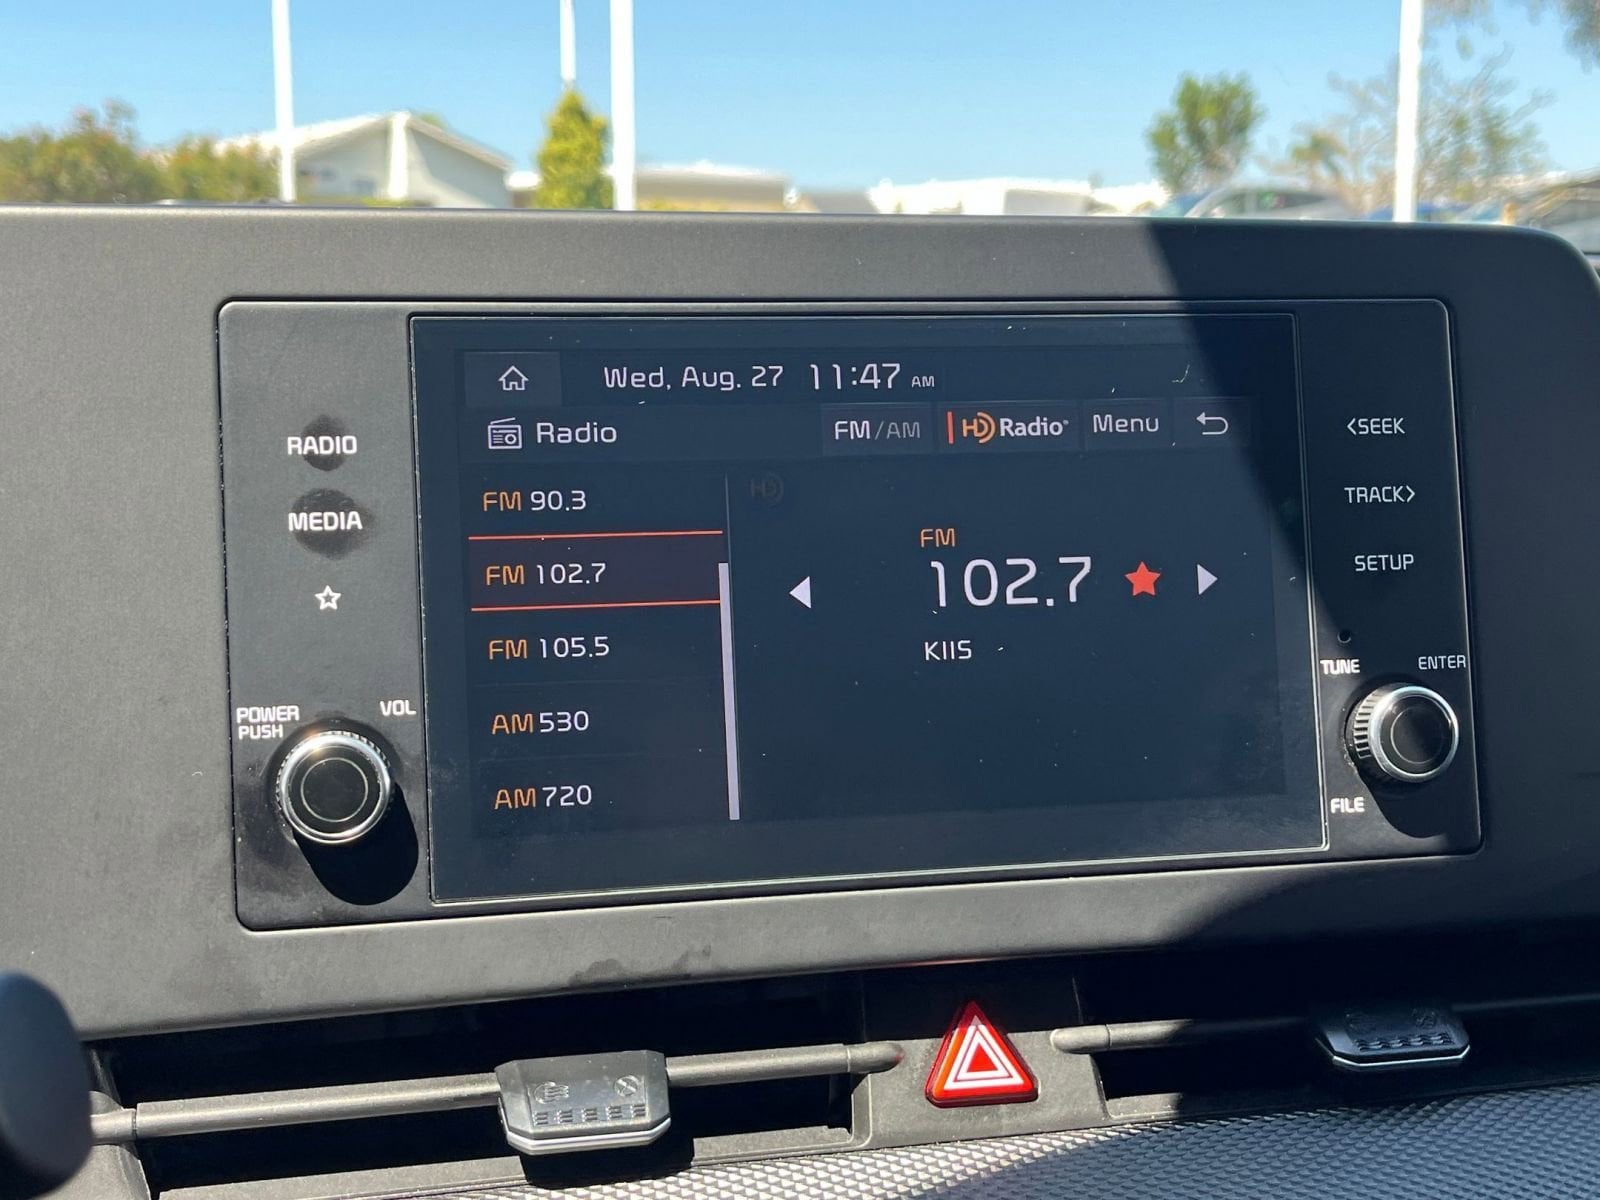 Wed, Aug. 27 11:47 AM
Radio FM/AM HD Radio® Menu
FM 90.3
FM 102.7
FM 105.5
AM 530
AM 720
HD
FM
102.7
KIIS
RADIO
MEDIA
POWER
PUSH
VOL
<SEEK
TRACK>
SETUP
TUNE
ENTER
FILE